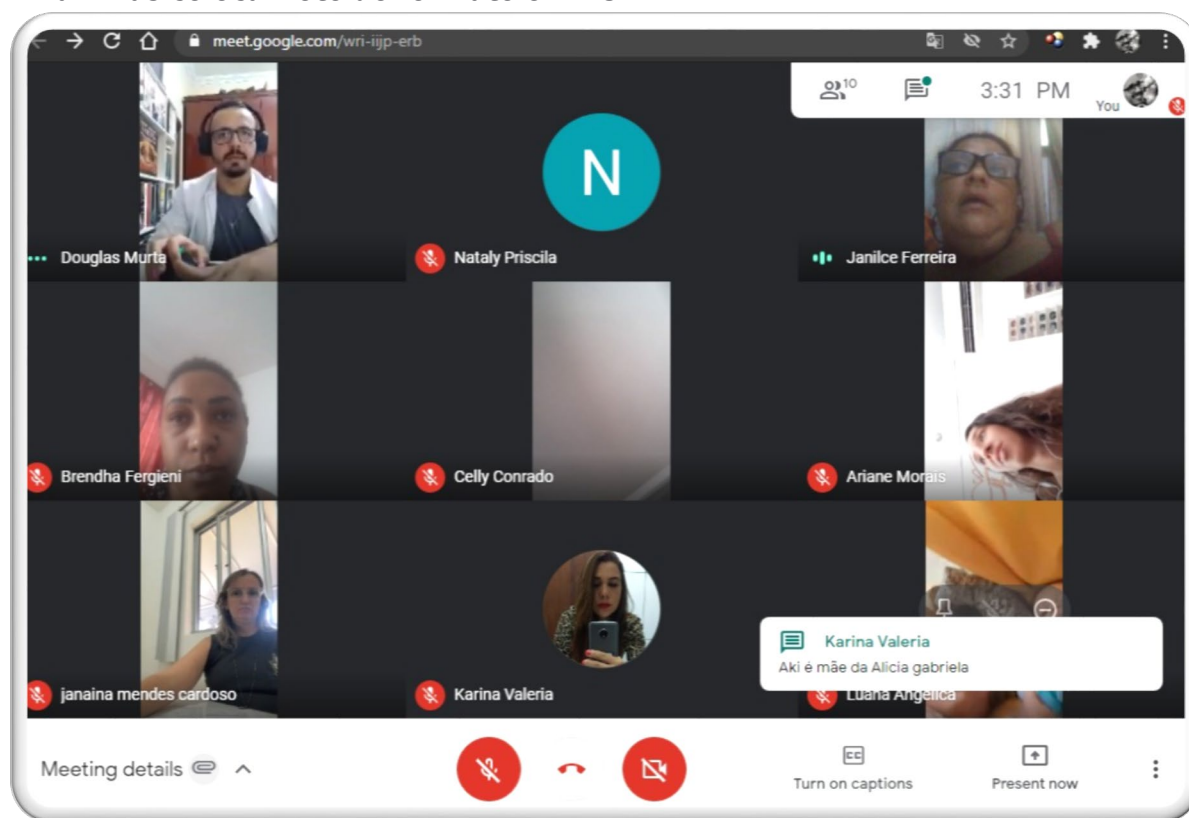 meet.google.com/wri-iijp-erb
10
3:31 PM
You
N
Douglas Murta
Nataly Priscila
Janilce Ferreira
Brendha Fergieni
Celly Conrado
Ariane Morais
Karina Valeria
Aki é mãe da Alicia gabriela
janaina mendes cardoso
Karina Valeria
Luana Angelica
Meeting details
CC
Turn on captions
Present now